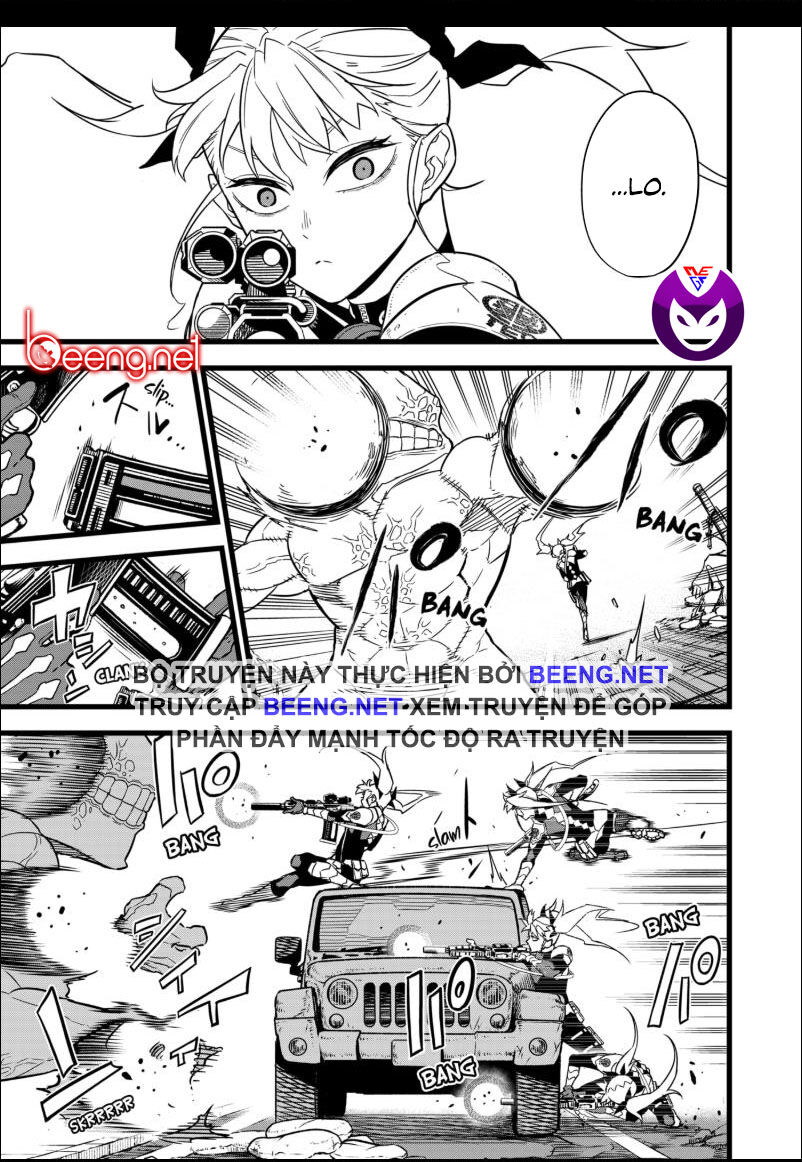 ...LO.
beeng.net
slip...
BANG
BANG
CLANK
BỘ TRUYỆN NÀY THỰC HIỆN BỞI BEENG.NET
TRUY CẬP BEENG.NET XEM TRUYỆN ĐỂ GÓP
PHẦN ĐẨY MẠNH TỐC ĐỘ RA TRUYỆN
BANG
slam
BANG
BANG
SKRRRRR